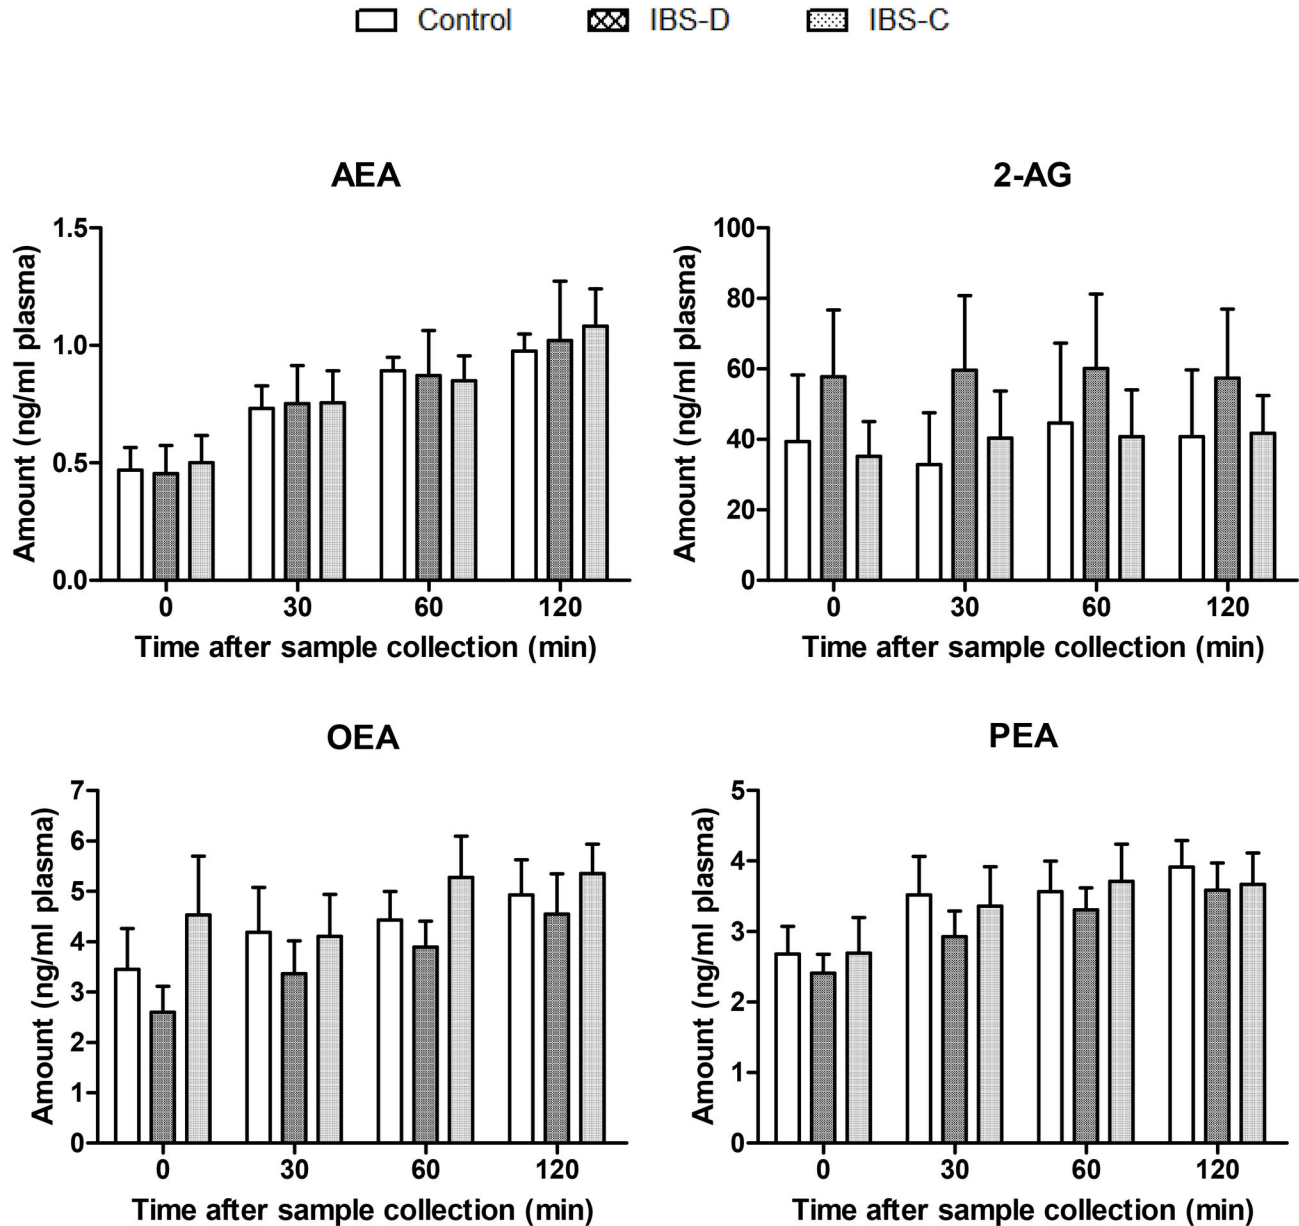 Control IBS-D IBS-C
AEA
Amount (ng/ml plasma)
1.5
1.0
0.5
0.0
0 30 60 120
Time after sample collection (min)
2-AG
Amount (ng/ml plasma)
100
80
60
40
20
0
0 30 60 120
Time after sample collection (min)
OEA
Amount (ng/ml plasma)
7
6
5
4
3
2
1
0
0 30 60 120
Time after sample collection (min)
PEA
Amount (ng/ml plasma)
5
4
3
2
1
0
0 30 60 120
Time after sample collection (min)